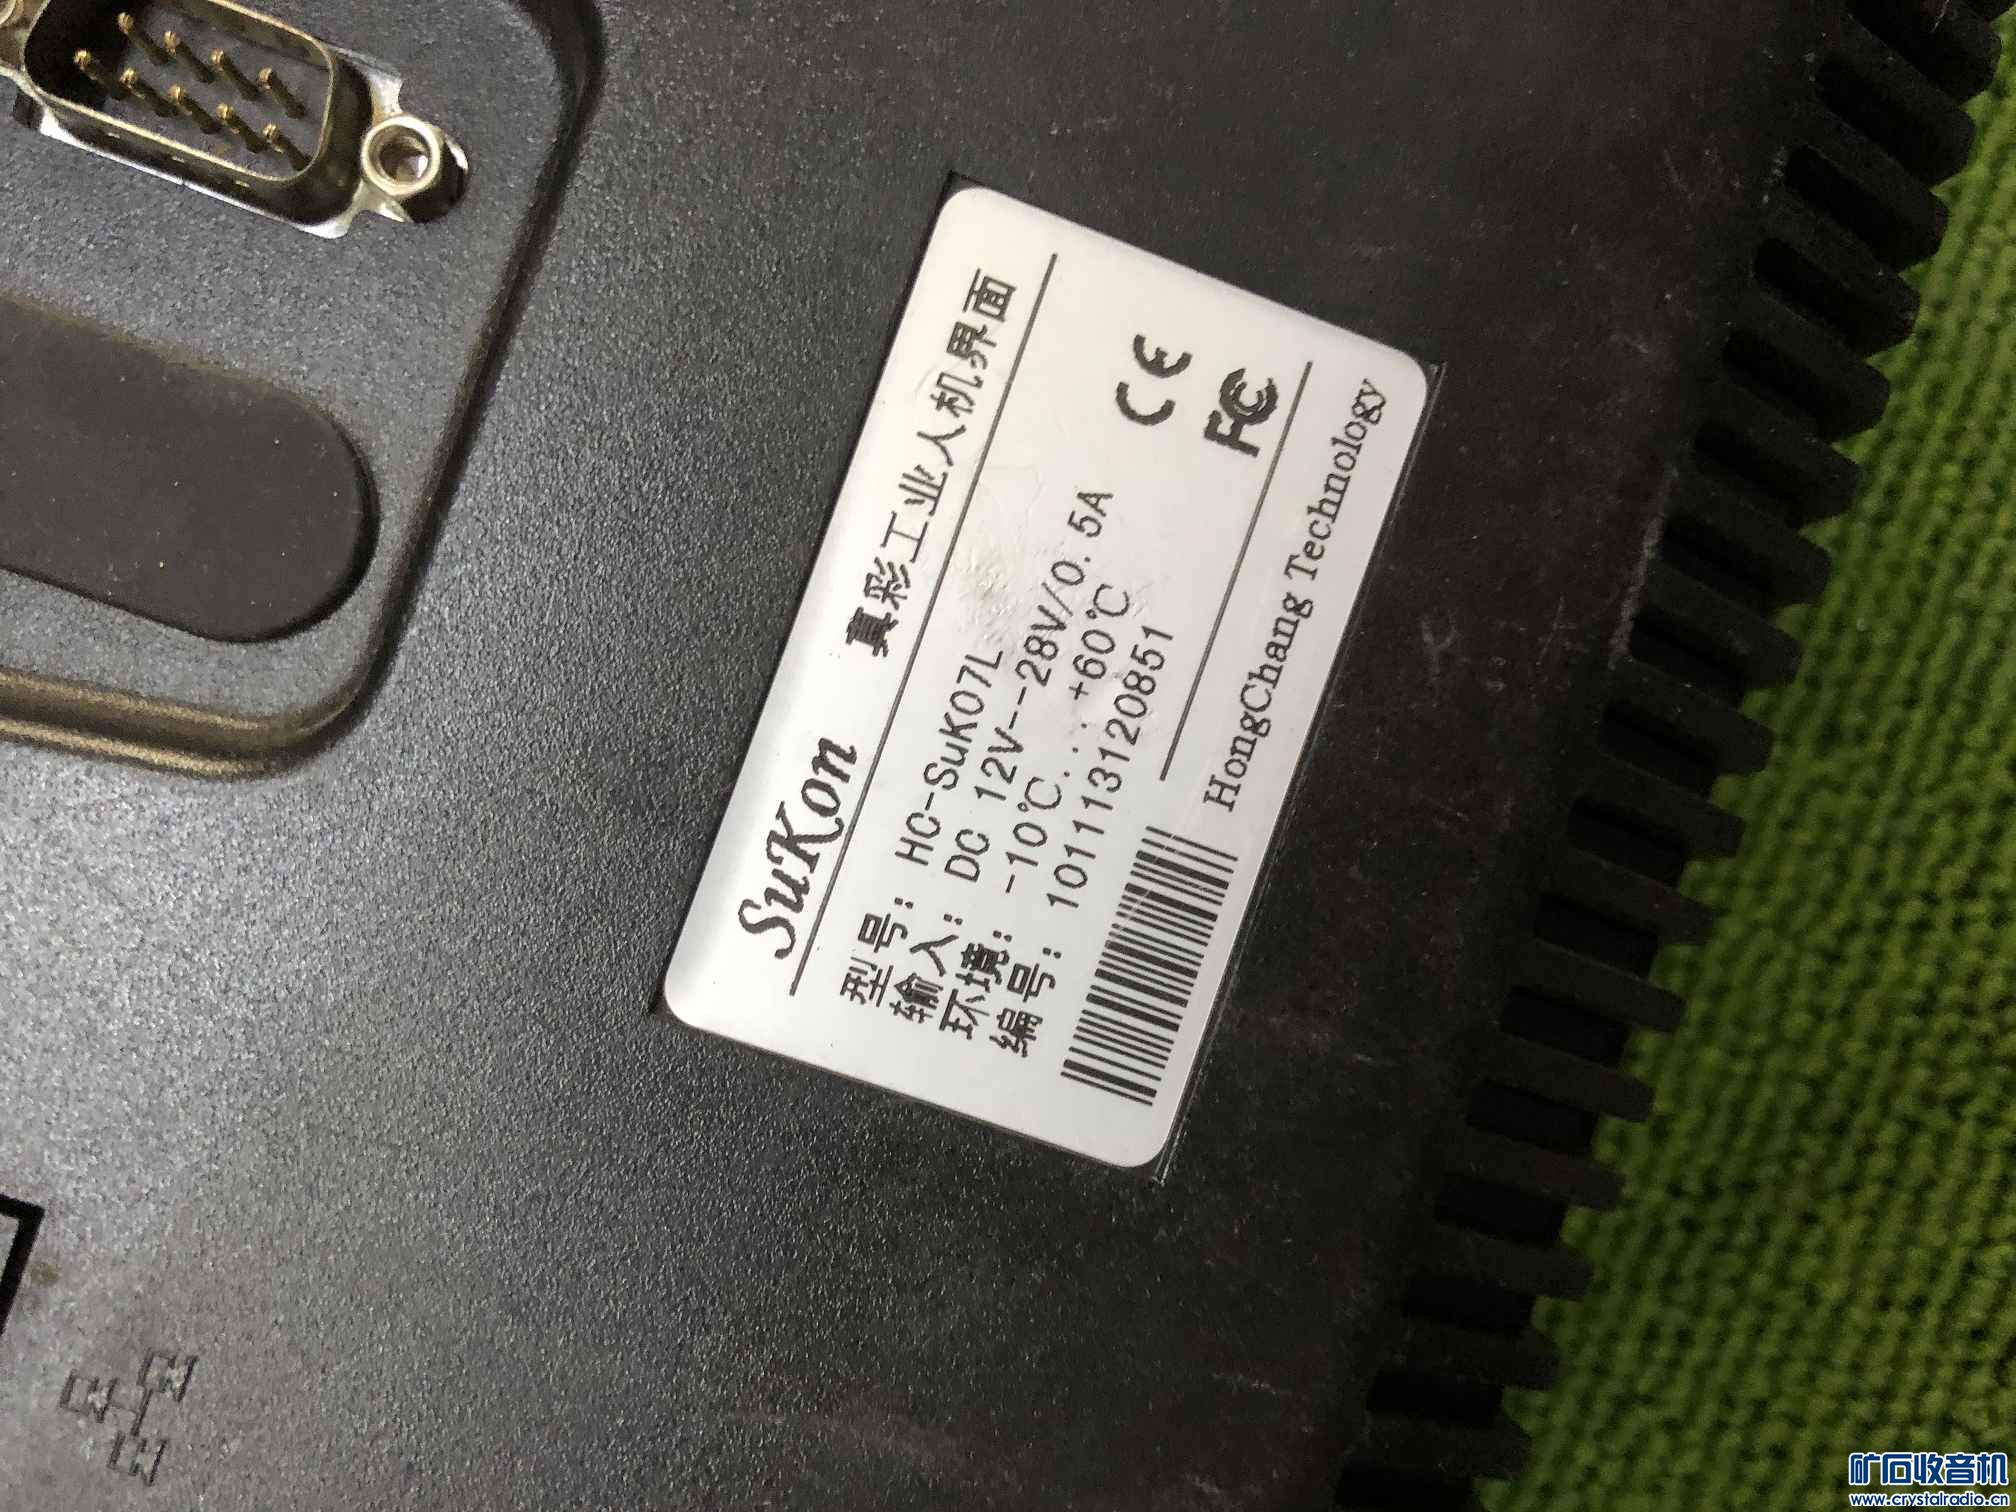 SuKon 真彩工业人机界面
型号: HC-SuK07L
输入: DC 12V--28V/0.5A
环境: -10℃...+60℃
编号: 101113120851
CE
FC
HongChang Technology
矿石收音机
www.crystalradio.cn